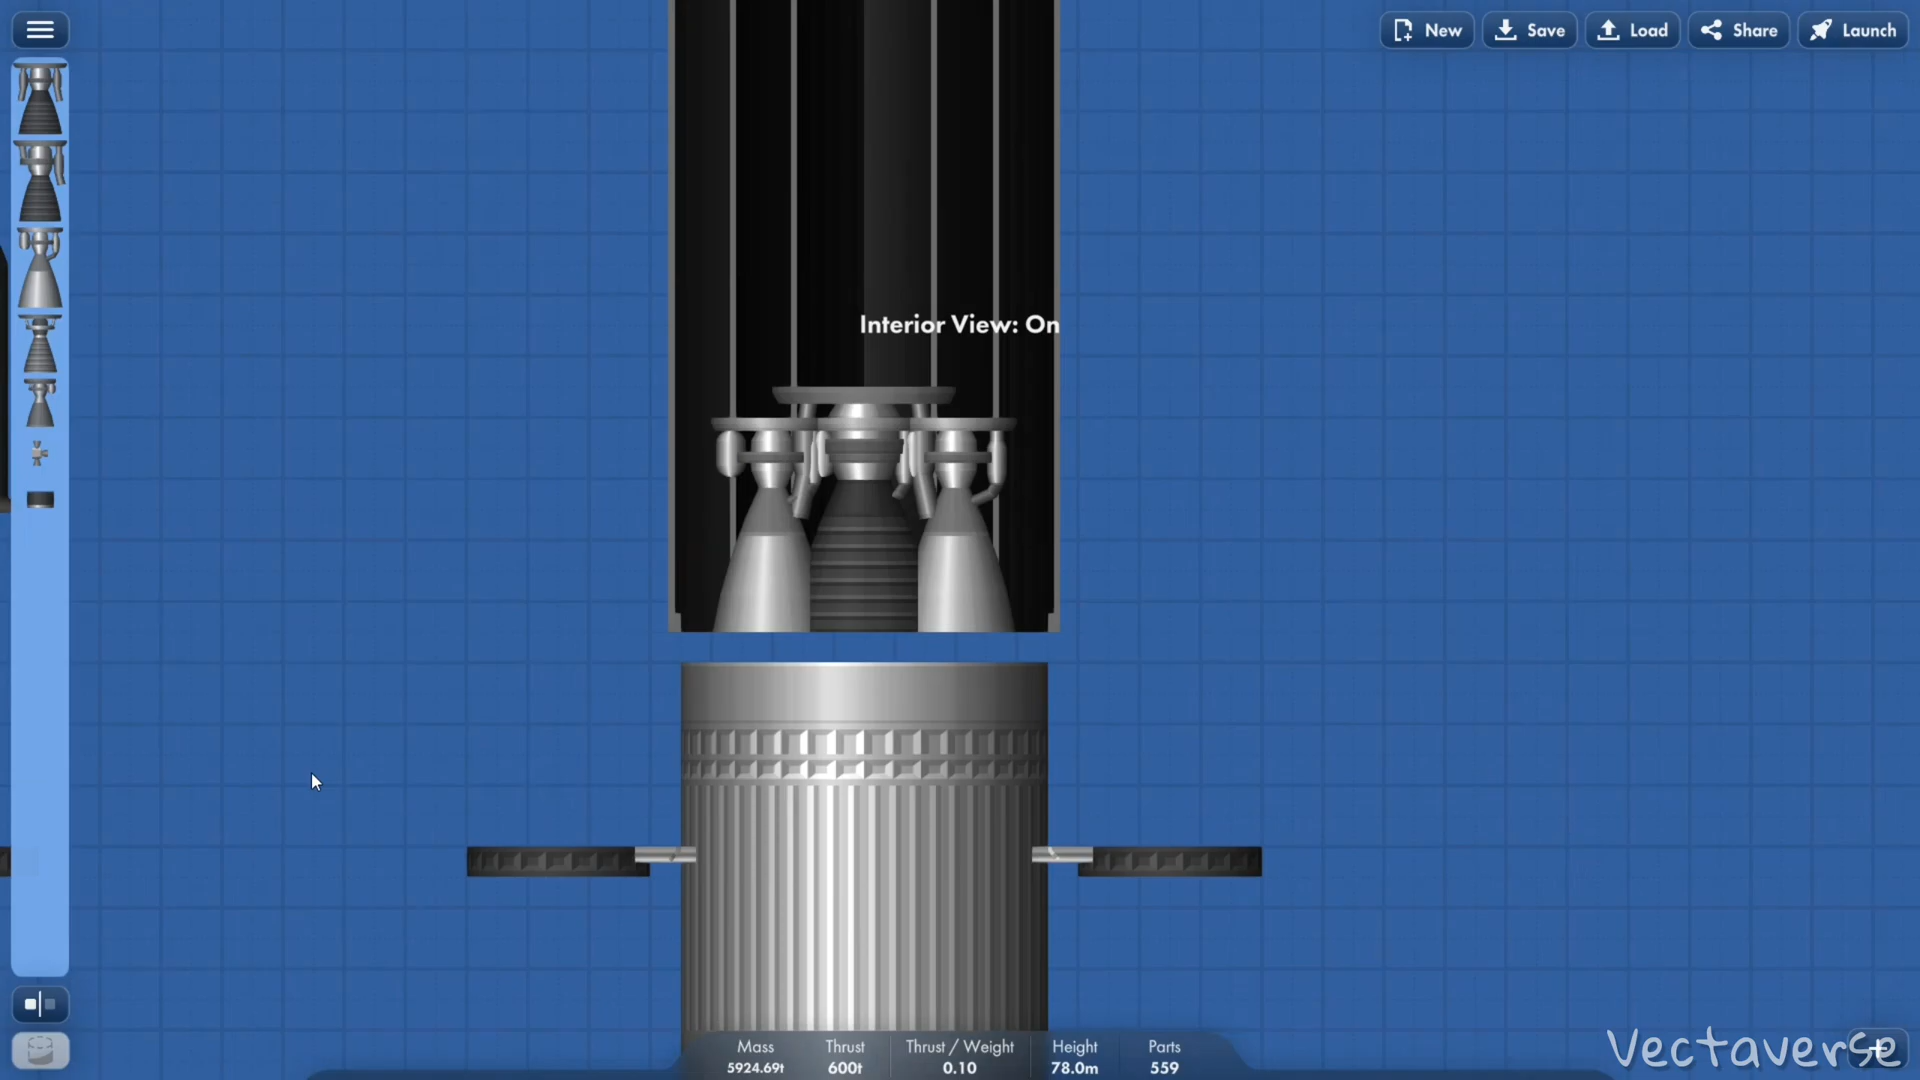 New
Save
Load
Share
Launch
Interior View: On
Mass
5924.69t
Thrust
600t
Thrust / Weight
0.10
Height
78.0m
Parts
559
Vectaverse